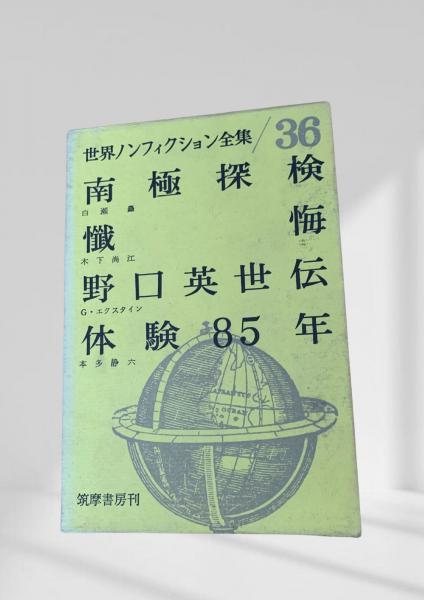 世界ノンフィクション全集/36
南極探検
白瀬矗
懺悔
木下尚江
野口英世伝
G・エクスタイン
体験85年
本多静六
筑摩書房刊